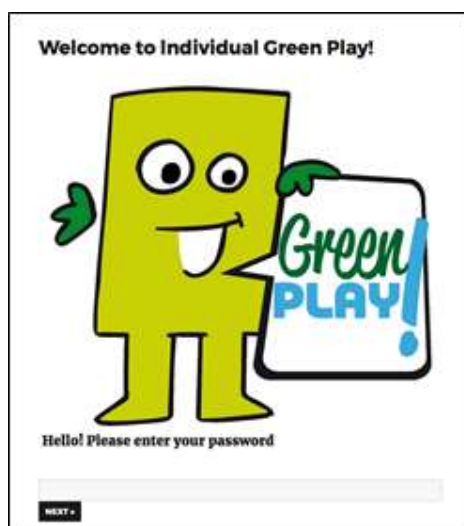 Welcome to Individual Green Play!
Green
PLAY!
Hello! Please enter your password
NEXT »